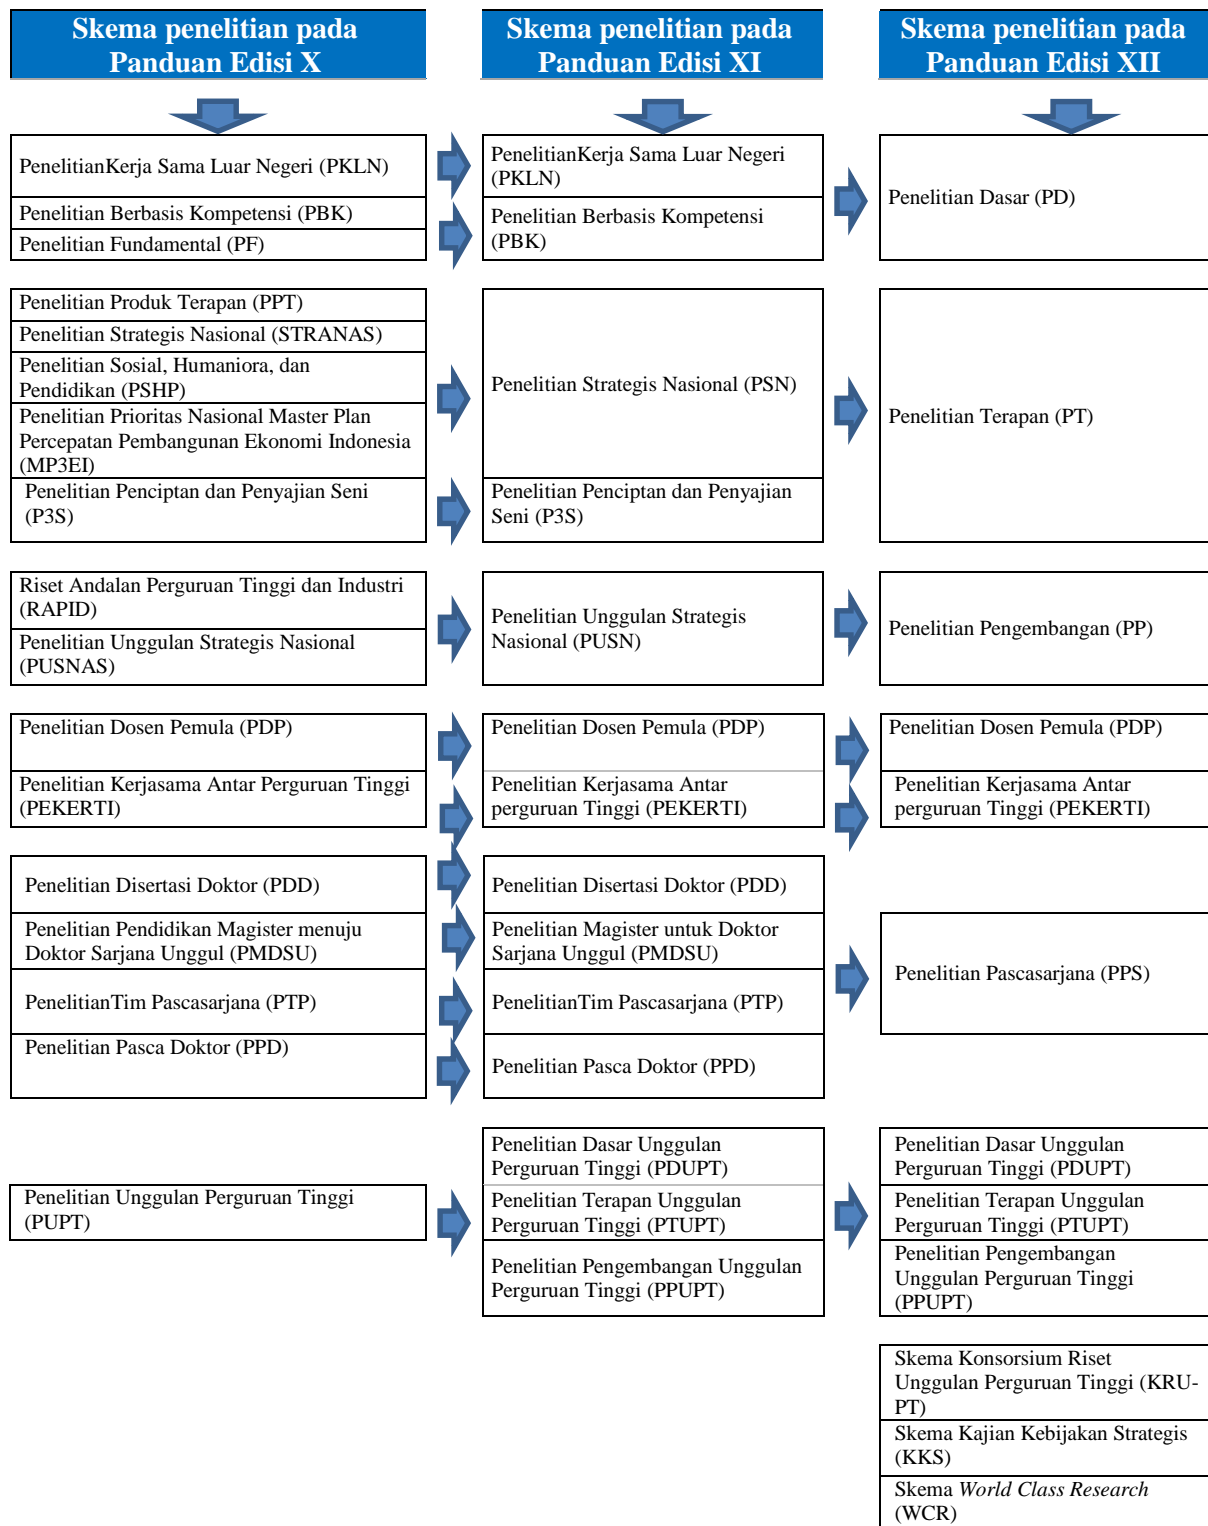 Skema penelitian pada
Panduan Edisi X
Skema penelitian pada
Panduan Edisi XI
Skema penelitian pada
Panduan Edisi XII
PenelitianKerja Sama Luar Negeri (PKLN)
Penelitian Berbasis Kompetensi (PBK)
Penelitian Fundamental (PF)
PenelitianKerja Sama Luar Negeri
(PKLN)
Penelitian Berbasis Kompetensi
(PBK)
Penelitian Dasar (PD)
Penelitian Produk Terapan (PPT)
Penelitian Strategis Nasional (STRANAS)
Penelitian Sosial, Humaniora, dan
Pendidikan (PSHP)
Penelitian Prioritas Nasional Master Plan
Percepatan Pembangunan Ekonomi Indonesia
(MP3EI)
Penelitian Penciptan dan Penyajian Seni
(P3S)
Penelitian Strategis Nasional (PSN)
Penelitian Penciptan dan Penyajian
Seni (P3S)
Penelitian Terapan (PT)
Riset Andalan Perguruan Tinggi dan Industri
(RAPID)
Penelitian Unggulan Strategis Nasional
(PUSNAS)
Penelitian Unggulan Strategis
Nasional (PUSN)
Penelitian Pengembangan (PP)
Penelitian Dosen Pemula (PDP)
Penelitian Kerjasama Antar Perguruan Tinggi
(PEKERTI)
Penelitian Dosen Pemula (PDP)
Penelitian Kerjasama Antar
perguruan Tinggi (PEKERTI)
Penelitian Dosen Pemula (PDP)
Penelitian Kerjasama Antar
perguruan Tinggi (PEKERTI)
Penelitian Disertasi Doktor (PDD)
Penelitian Pendidikan Magister menuju
Doktor Sarjana Unggul (PMDSU)
PenelitianTim Pascasarjana (PTP)
Penelitian Pasca Doktor (PPD)
Penelitian Disertasi Doktor (PDD)
Penelitian Magister untuk Doktor
Sarjana Unggul (PMDSU)
PenelitianTim Pascasarjana (PTP)
Penelitian Pasca Doktor (PPD)
Penelitian Pascasarjana (PPS)
Penelitian Unggulan Perguruan Tinggi
(PUPT)
Penelitian Dasar Unggulan
Perguruan Tinggi (PDUPT)
Penelitian Terapan Unggulan
Perguruan Tinggi (PTUPT)
Penelitian Pengembangan Unggulan
Perguruan Tinggi (PPUPT)
Penelitian Dasar Unggulan
Perguruan Tinggi (PDUPT)
Penelitian Terapan Unggulan
Perguruan Tinggi (PTUPT)
Penelitian Pengembangan
Unggulan Perguruan Tinggi
(PPUPT)
Skema Konsorsium Riset
Unggulan Perguruan Tinggi (KRU-
PT)
Skema Kajian Kebijakan Strategis
(KKS)
Skema World Class Research
(WCR)